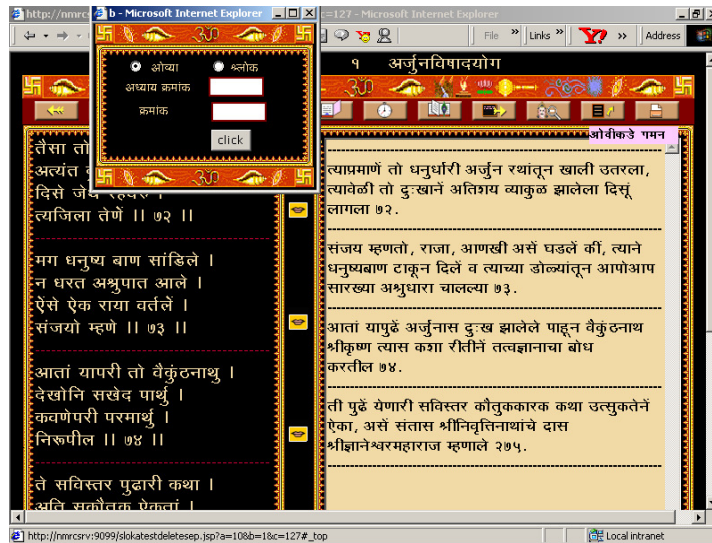 b - Microsoft Internet Explorer
=127 - Microsoft Internet Explorer
File
Links
Address
ओव्या
श्लोक
अध्याय क्रमांक
क्रमांक
click
१ अर्जुनविषादयोग
ओवीकडे गमन
तैसा तो
अत्यंत
दिसे जेथ
त्यजिला तेणें ॥ ७२ ॥
मग धनुष्य बाण सांडिले ।
न धरत अश्रुपात आले ।
ऐंसे ऐक राया वर्तलें ।
संजयो म्हणे ॥ ७३ ॥
आतां यापरी तो वैकुंठनाथु ।
देखोनि सखेद पार्थु ।
कवणेपरी परमार्थु ।
निरूपील ॥ ७४ ॥
ते सविस्तर पुढारी कथा ।
अति सकौतुक ऐकतां ।
त्याप्रमाणें तो धनुर्धारी अर्जुन रथांतून खाली उतरला,
त्यावेळी तो दुःखानें अतिशय व्याकुळ झालेला दिसूं
लागला ७२.
संजय म्हणतो, राजा, आणखी असें घडलें कीं, त्याने
धनुष्यबाण टाकून दिलें व त्याच्या डोळ्यांतून आपोआप
सारख्या अश्रुधारा चालल्या ७३.
आतां यापुढें अर्जुनास दुःख झालेले पाहून वैकुंठनाथ
श्रीकृष्ण त्यास कशा रीतीनें तत्वज्ञानाचा बोध
करतील ७४.
ती पुढें येणारी सविस्तर कौतुककारक कथा उत्सुकतेनें
ऐका, असें संतास श्रीनिवृत्तिनाथांचे दास
श्रीज्ञानेश्वरमहाराज म्हणाले २७५.
http://nmrcsrv:9099/slokatestdeletesep.jsp?a=10&b=1&c=127#_top
Local intranet